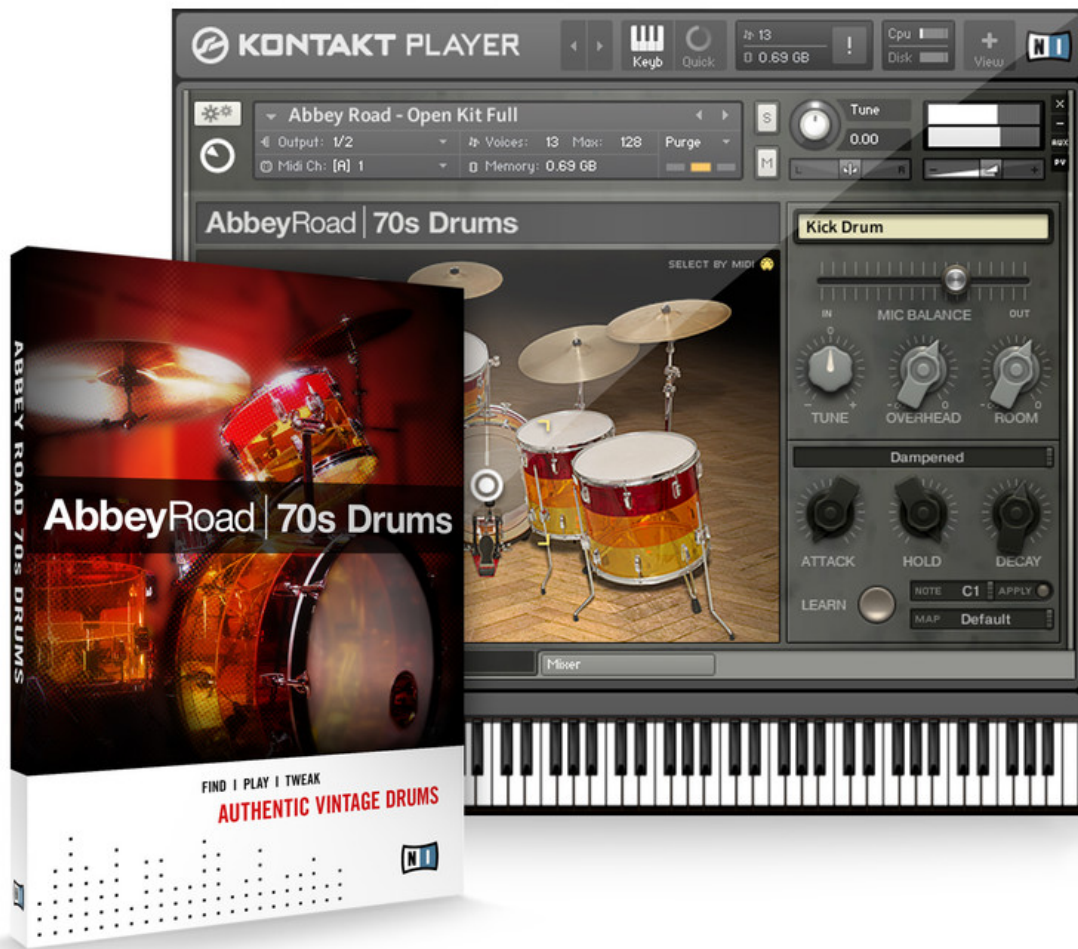 KONTAKT PLAYER
Keyb
Quick
13
0.69 GB
!
Cpu
Disk
View
NI
Abbey Road - Open Kit Full
Output: 1/2
Voices: 13 Max: 128
Purge
Midi Ch: [A] 1
Memory: 0.69 GB
S
M
Tune
0.00
L
R
-
+
×
-
AUX
PV
AbbeyRoad | 70s Drums
SELECT BY MIDI
Kick Drum
IN
MIC BALANCE
OUT
0
- TUNE +
OVERHEAD
0
ROOM
0
Dampened
ATTACK
HOLD
DECAY
LEARN
NOTE C1 APPLY
MAP Default
Mixer
ABBEY ROAD 70s DRUMS
AbbeyRoad | 70s Drums
FIND | PLAY | TWEAK
AUTHENTIC VINTAGE DRUMS
NI
NI